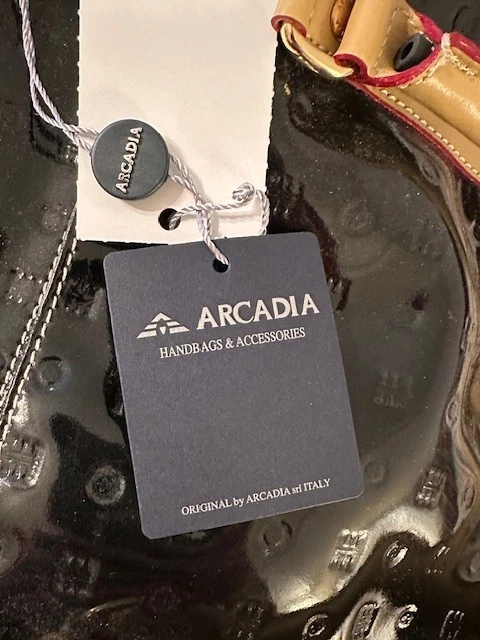 ARCADIA
ARCADIA
HANDBAGS & ACCESSORIES
ORIGINAL by ARCADIA srl ITALY